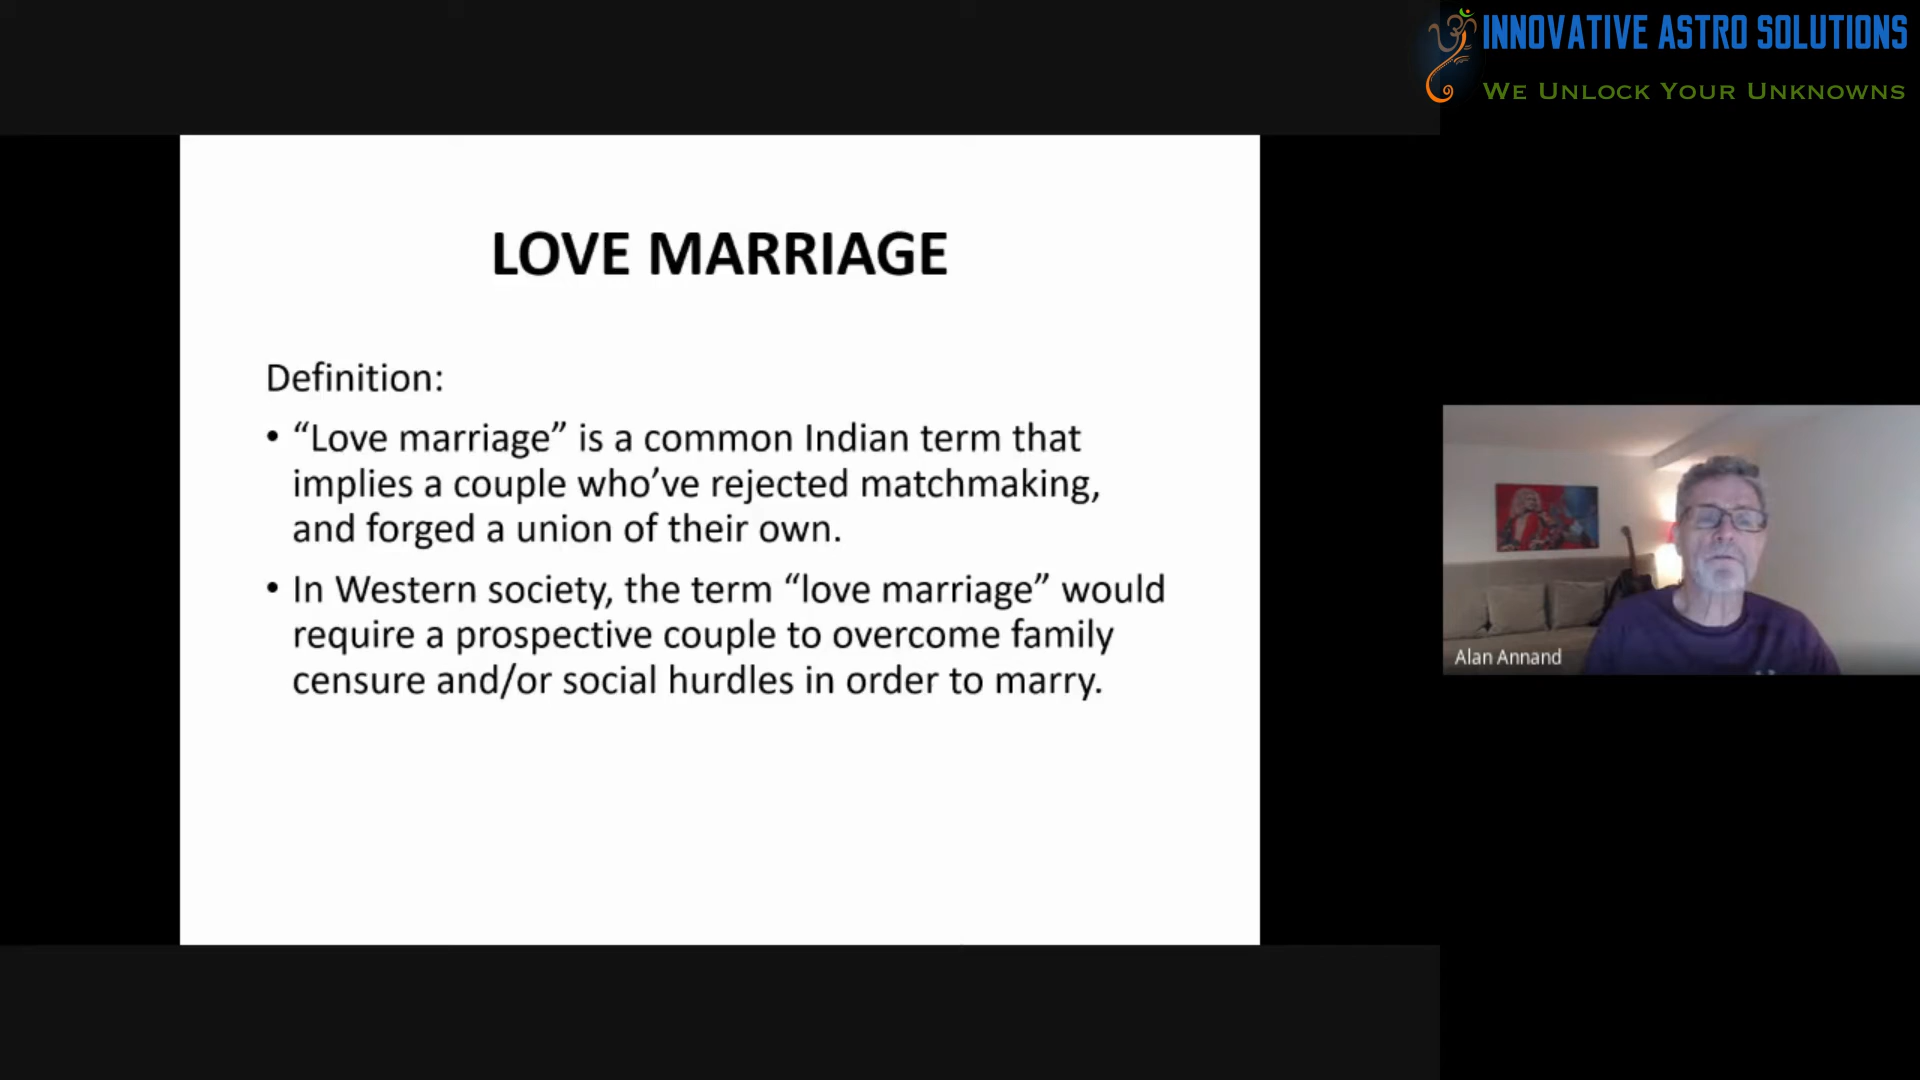 INNOVATIVE ASTRO SOLUTIONS
WE UNLOCK YOUR UNKNOWNS
LOVE MARRIAGE
Definition:
• “Love marriage” is a common Indian term that
implies a couple who’ve rejected matchmaking,
and forged a union of their own.
• In Western society, the term “love marriage” would
require a prospective couple to overcome family
censure and/or social hurdles in order to marry.
Alan Annand